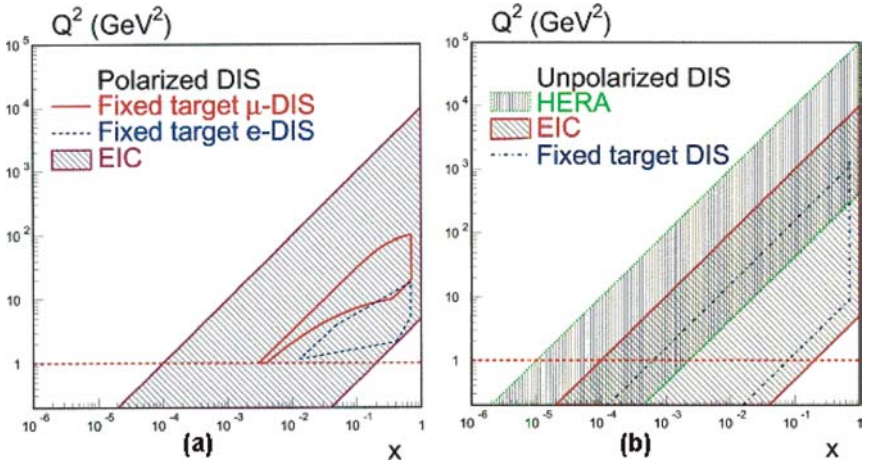 Q² (GeV²)
10⁵
10⁴
10³
10²
10
1
Polarized DIS
Fixed target μ-DIS
Fixed target e-DIS
EIC
10⁻⁶ 10⁻⁵ 10⁻⁴ 10⁻³ 10⁻² 10⁻¹ 1
(a)
x
Q² (GeV²)
10⁵
10⁴
10³
10²
10
1
Unpolarized DIS
HERA
EIC
Fixed target DIS
10⁻⁶ 10⁻⁵ 10⁻⁴ 10⁻³ 10⁻² 10⁻¹ 1
(b)
x